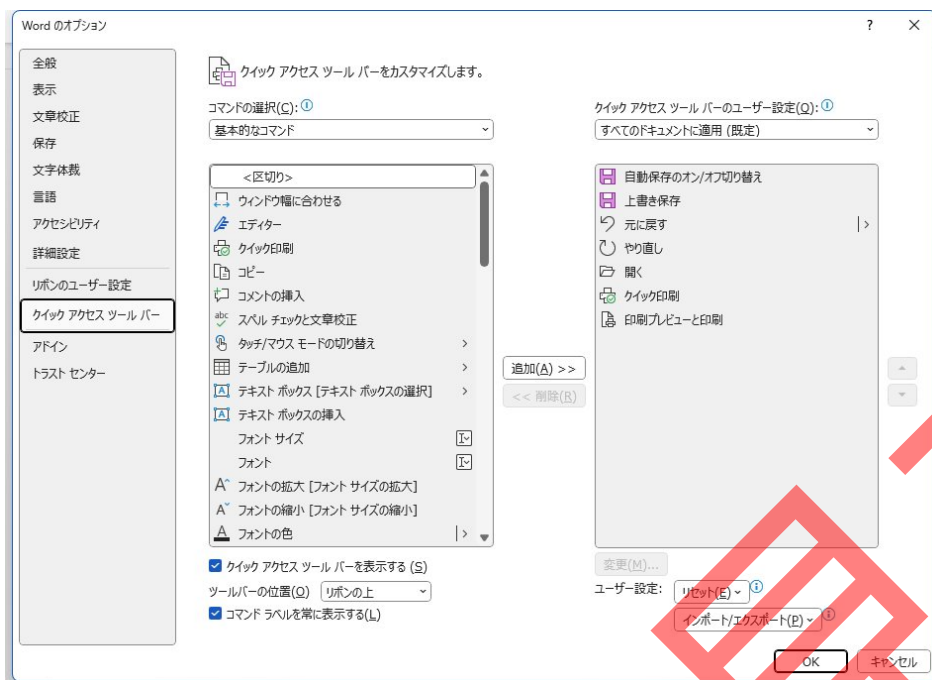 Word のオプション
?
×
全般
表示
文章校正
保存
文字体裁
言語
アクセシビリティ
詳細設定
リボンのユーザー設定
クイック アクセス ツール バー
アドイン
トラスト センター
クイック アクセス ツール バーをカスタマイズします。
コマンドの選択(C):
基本的なコマンド
<区切り>
ウィンドウ幅に合わせる
エディター
クイック印刷
コピー
コメントの挿入
abc スペル チェックと文章校正
タッチ/マウス モードの切り替え
テーブルの追加
テキスト ボックス [テキスト ボックスの選択]
テキスト ボックスの挿入
フォント サイズ
フォント
フォントの拡大 [フォント サイズの拡大]
フォントの縮小 [フォント サイズの縮小]
フォントの色
クイック アクセス ツール バーを表示する (S)
ツールバーの位置(O) リボンの上
コマンド ラベルを常に表示する(L)
追加(A) >>
<< 削除(R)
クイック アクセス ツール バーのユーザー設定(Q):
すべてのドキュメントに適用 (既定)
自動保存のオン/オフ切り替え
上書き保存
元に戻す
やり直し
開く
クイック印刷
印刷プレビューと印刷
変更(M)...
ユーザー設定: リセット(E)
インポート/エクスポート(P)
OK
キャンセル